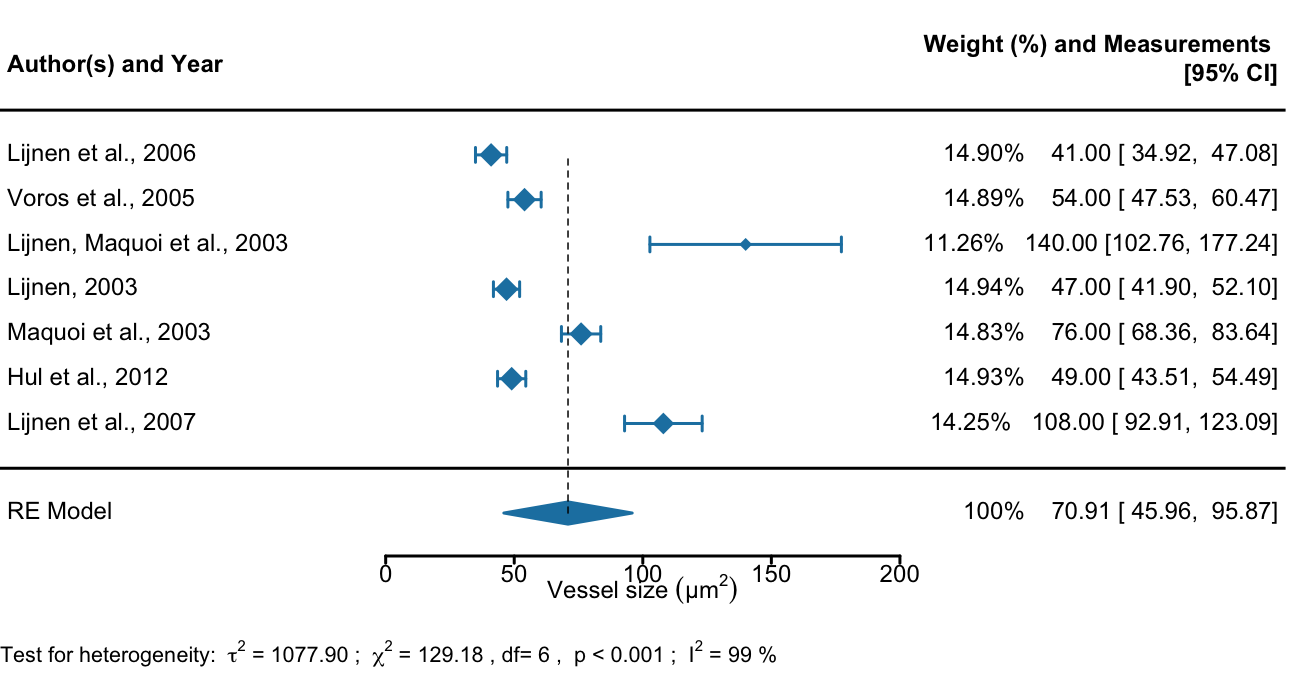 Weight (%) and Measurements
Author(s) and Year [95% CI]
Lijnen et al., 2006 14.90% 41.00 [ 34.92, 47.08]
Voros et al., 2005 14.89% 54.00 [ 47.53, 60.47]
Lijnen, Maquoi et al., 2003 11.26% 140.00 [102.76, 177.24]
Lijnen, 2003 14.94% 47.00 [ 41.90, 52.10]
Maquoi et al., 2003 14.83% 76.00 [ 68.36, 83.64]
Hul et al., 2012 14.93% 49.00 [ 43.51, 54.49]
Lijnen et al., 2007 14.25% 108.00 [ 92.91, 123.09]
RE Model 100% 70.91 [ 45.96, 95.87]
0 50 100 150 200
Vessel size (µm²)
Test for heterogeneity: τ² = 1077.90 ; χ² = 129.18 , df= 6 , p < 0.001 ; I² = 99 %